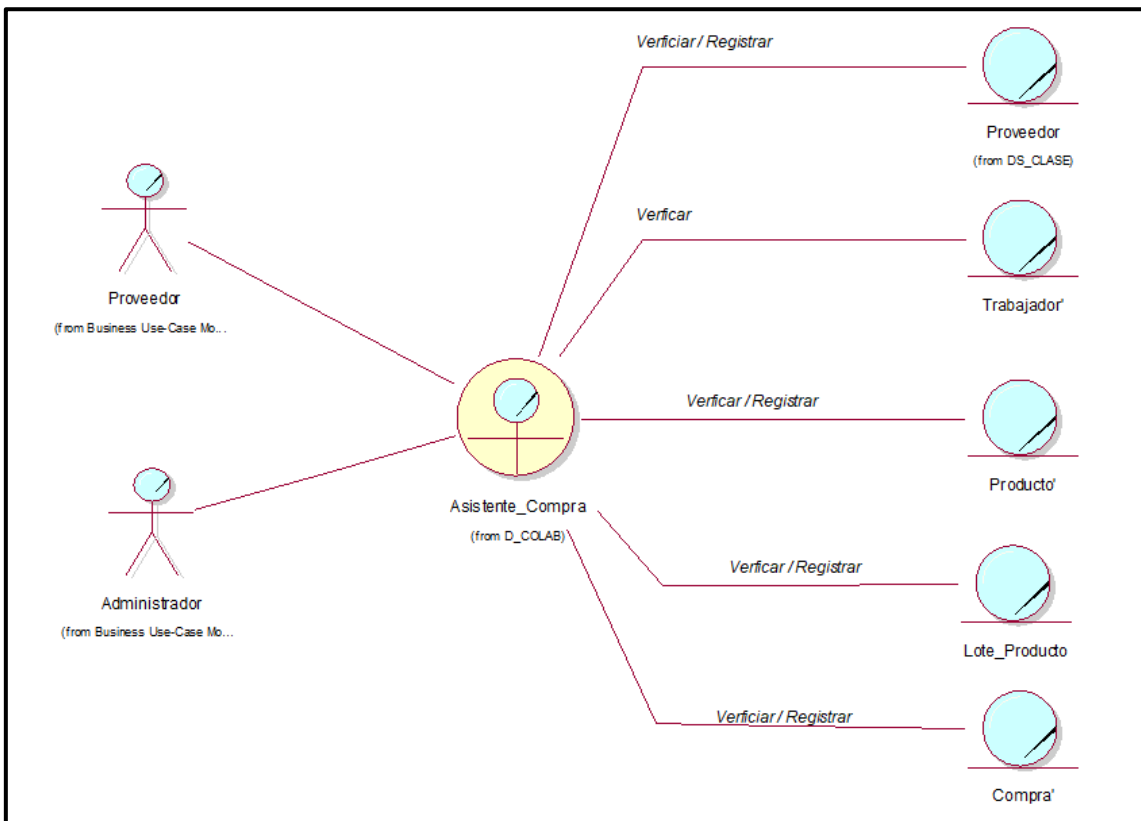 Verficiar / Registrar
Proveedor
(from DS_CLASE)
Verficar
Trabajador'
Proveedor
(from Business Use-Case Mo...
Verficar / Registrar
Producto'
Asistente_Compra
(from D_COLAB)
Verficar / Registrar
Lote_Producto
Administrador
(from Business Use-Case Mo...
Verficiar / Registrar
Compra'